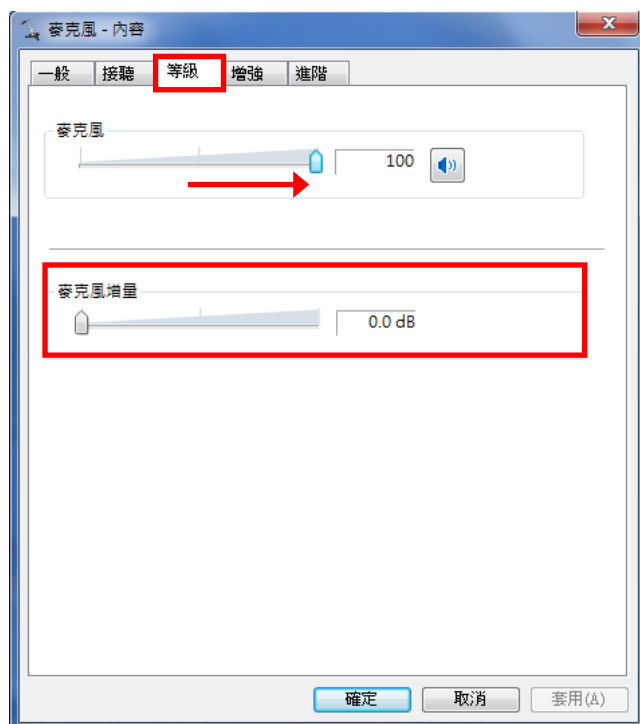 麥克風 - 內容
一般 接聽 等級 增強 進階
麥克風
100
麥克風增量
0.0 dB
確定 取消 套用(A)